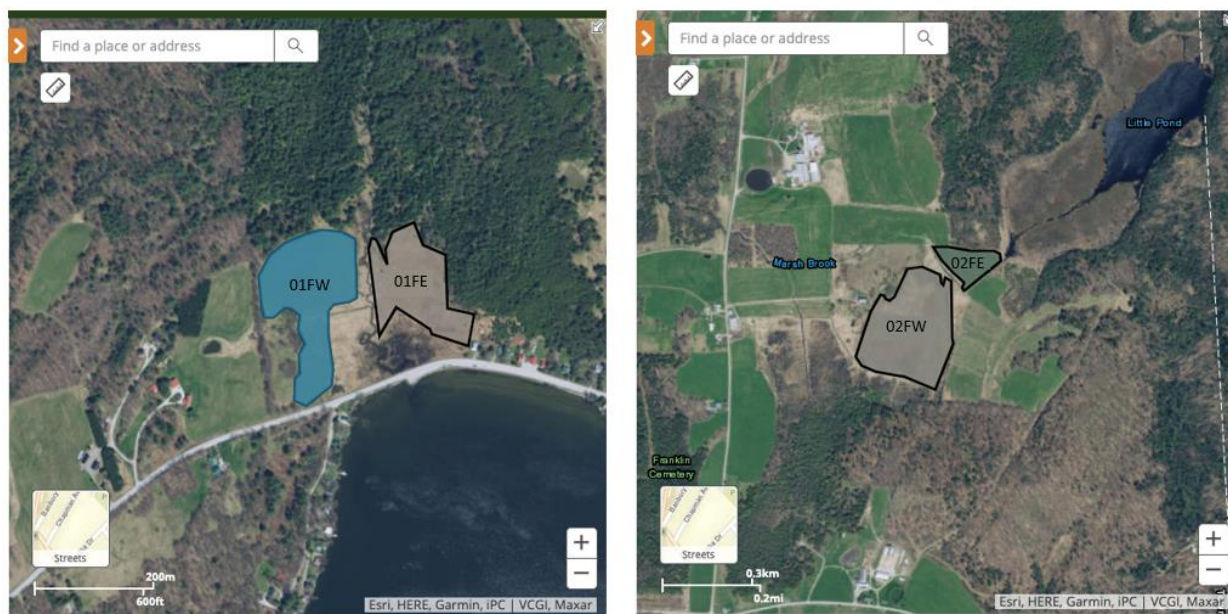 Find a place or address
01FW
01FE
Streets
200m
600ft
Esri, HERE, Garmin, iPC | VCGI, Maxar
Find a place or address
Little Pond
Marsh Brook
02FE
02FW
Franklin
Cemetery
Streets
0.3km
0.2mi
Esri, HERE, Garmin, iPC | VCGI, Maxar